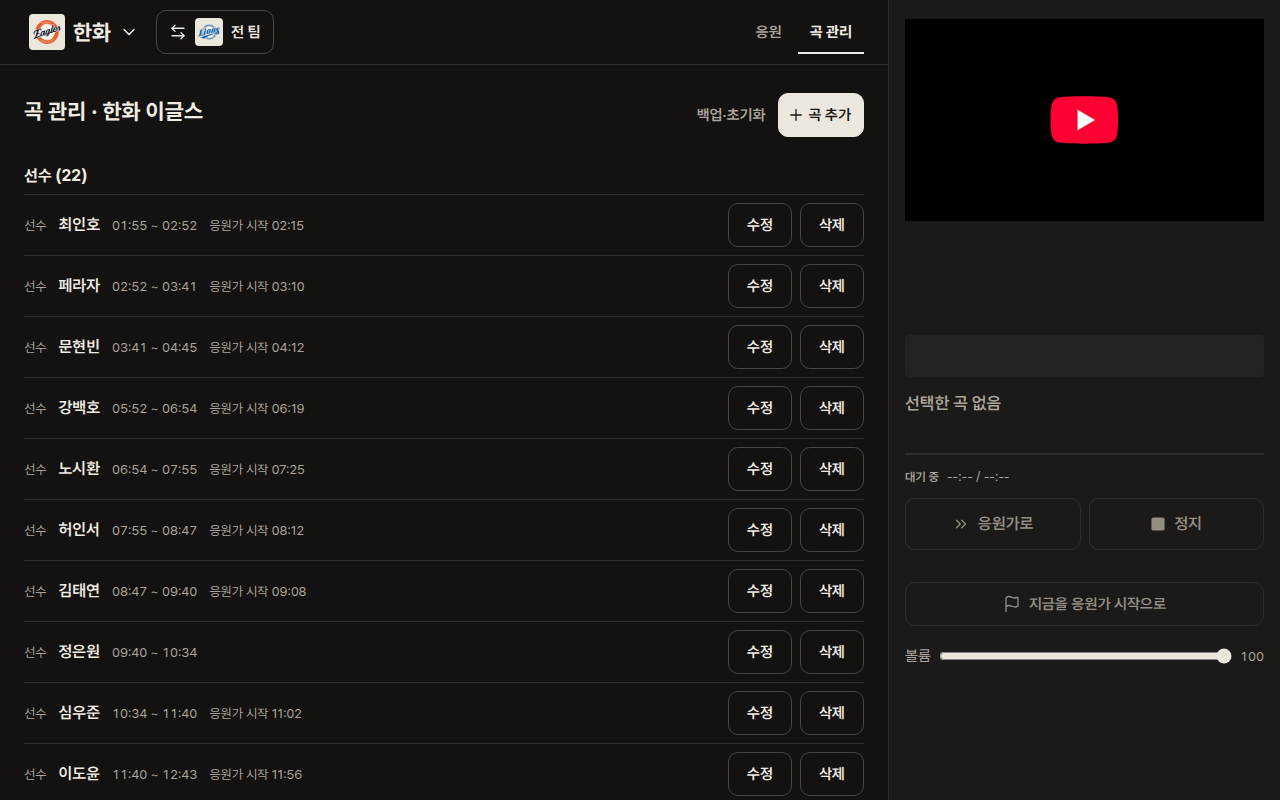 Eagles 한화 Lions 전 팀 응원 곡 관리
곡 관리 · 한화 이글스 백업·초기화 + 곡 추가
선수 (22)
선수 최인호 01:55 ~ 02:52 응원가 시작 02:15 수정 삭제
선수 페라자 02:52 ~ 03:41 응원가 시작 03:10 수정 삭제
선수 문현빈 03:41 ~ 04:45 응원가 시작 04:12 수정 삭제
선수 강백호 05:52 ~ 06:54 응원가 시작 06:19 수정 삭제
선수 노시환 06:54 ~ 07:55 응원가 시작 07:25 수정 삭제
선수 허인서 07:55 ~ 08:47 응원가 시작 08:12 수정 삭제
선수 김태연 08:47 ~ 09:40 응원가 시작 09:08 수정 삭제
선수 정은원 09:40 ~ 10:34 수정 삭제
선수 심우준 10:34 ~ 11:40 응원가 시작 11:02 수정 삭제
선수 이도윤 11:40 ~ 12:43 응원가 시작 11:56 수정 삭제
선택한 곡 없음
대기 중 --:-- / --:--
응원가로 정지
지금을 응원가 시작으로
볼륨 100